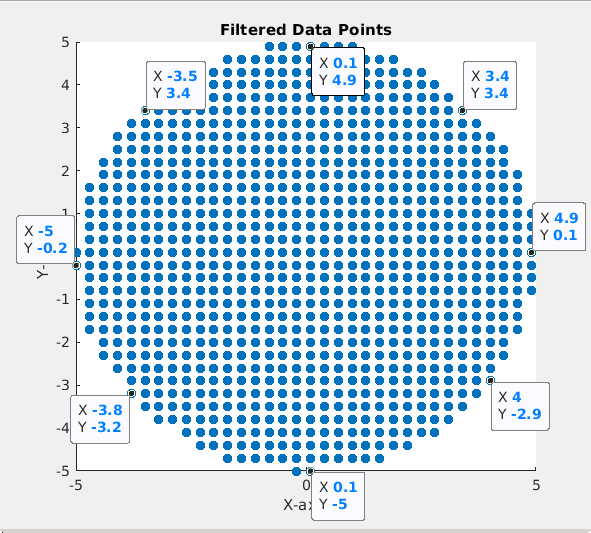 Filtered Data Points
5
4
3
2
1
-1
-2
-3
-4
-5
-5
0
5
Y-
X-ax
X -3.5
Y 3.4
X 0.1
Y 4.9
X 3.4
Y 3.4
X -5
Y -0.2
X 4.9
Y 0.1
X -3.8
Y -3.2
X 4
Y -2.9
X 0.1
Y -5